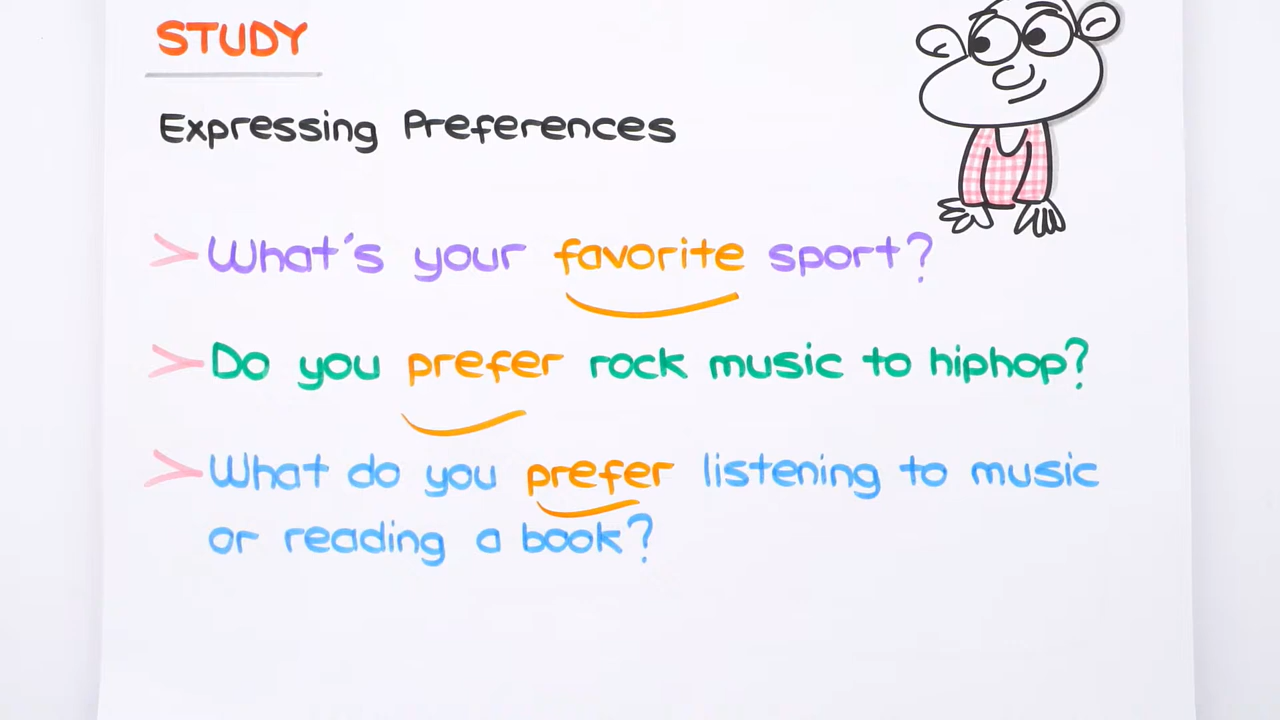 STUDY
Expressing Preferences
What's your favorite sport?
Do you prefer rock music to hiphop?
What do you prefer listening to music
or reading a book?